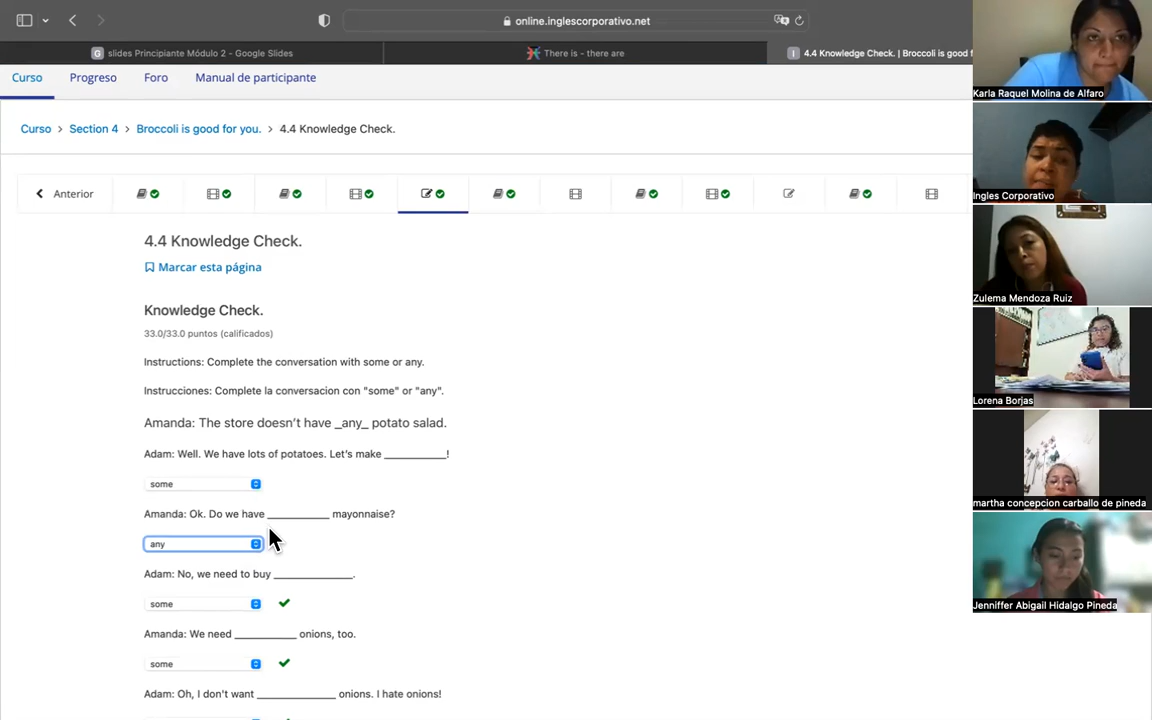 online.inglescorporativo.net
slides Principiante Módulo 2 - Google Slides
There is - there are
4.4 Knowledge Check. | Broccoli is good f
Curso
Progreso
Foro
Manual de participante
Curso > Section 4 > Broccoli is good for you. > 4.4 Knowledge Check.
Anterior
4.4 Knowledge Check.
Marcar esta página
Knowledge Check.
33.0/33.0 puntos (calificados)
Instructions: Complete the conversation with some or any.
Instrucciones: Complete la conversacion con "some" or "any".
Amanda: The store doesn't have _any_ potato salad.
Adam: Well. We have lots of potatoes. Let's make __________!
some
Amanda: Ok. Do we have __________ mayonnaise?
any
Adam: No, we need to buy _____________.
some
Amanda: We need __________ onions, too.
some
Adam: Oh, I don't want _____________ onions. I hate onions!
Karla Raquel Molina de Alfaro
Ingles Corporativo
Zulema Mendoza Ruiz
Lorena Borjas
martha concepcion carballo de pineda
Jenniffer Abigail Hidalgo Pineda